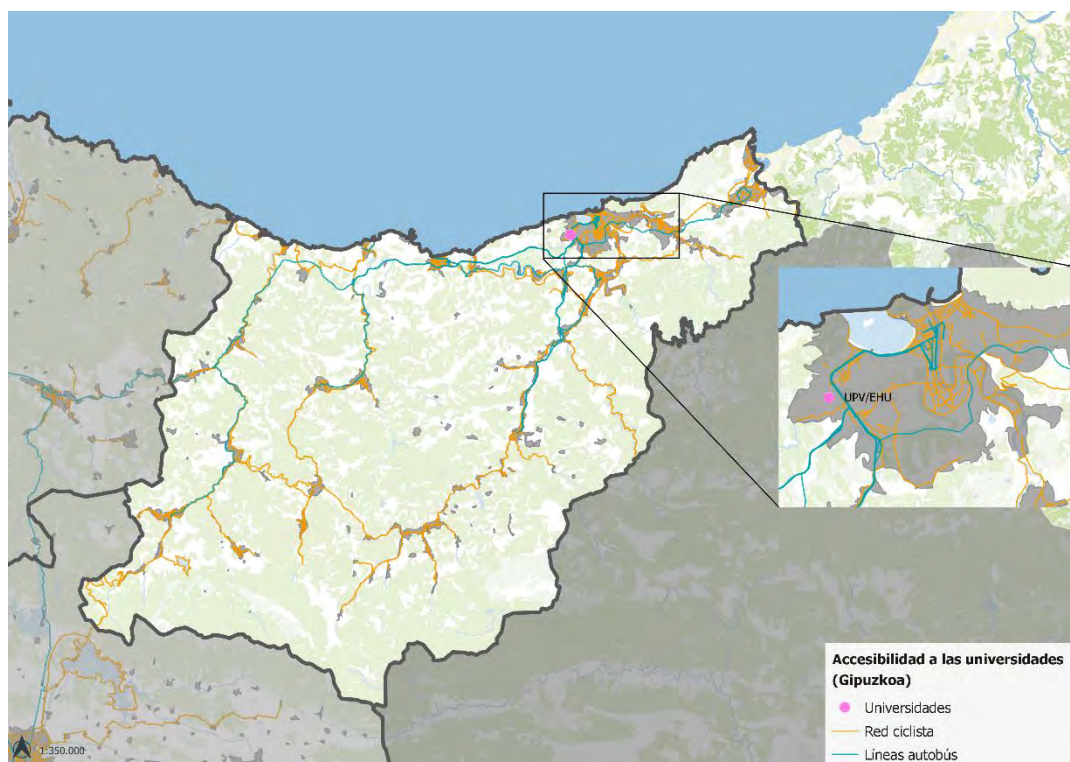 UPV/EHU
Accesibilidad a las universidades
(Gipuzkoa)
Universidades
Red ciclista
Líneas autobús
1:350.000